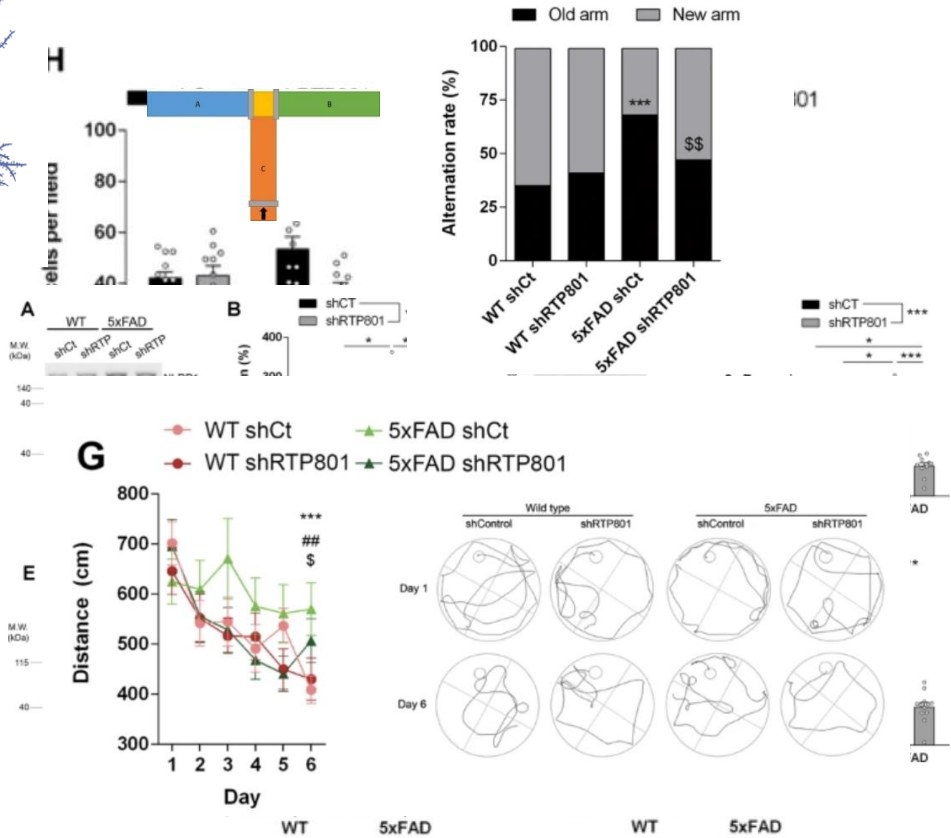 Old arm New arm
H
801
A B
C
100
80
60
40
Alternation rate (%)
100
75
50
25
0
***
$$
WT shCt
WT shRTP801
5xFAD shCt
5xFAD shRTP801
A
WT 5xFAD
shCt shRTP shCt shRTP
M.W.
(kDa)
140
40
40
B
shCT
shRTP801
400
* *
shCT
shRTP801
***
*
* ***
G
WT shCt 5xFAD shCt
WT shRTP801 5xFAD shRTP801
Distance (cm)
800
700
600
500
400
300
***
##
$
1 2 3 4 5 6
Day
Wild type 5xFAD
shControl shRTP801 shControl shRTP801
Day 1
Day 6
AD
E
M.W.
(kDa)
115
40
**
AD
WT 5xFAD WT 5xFAD